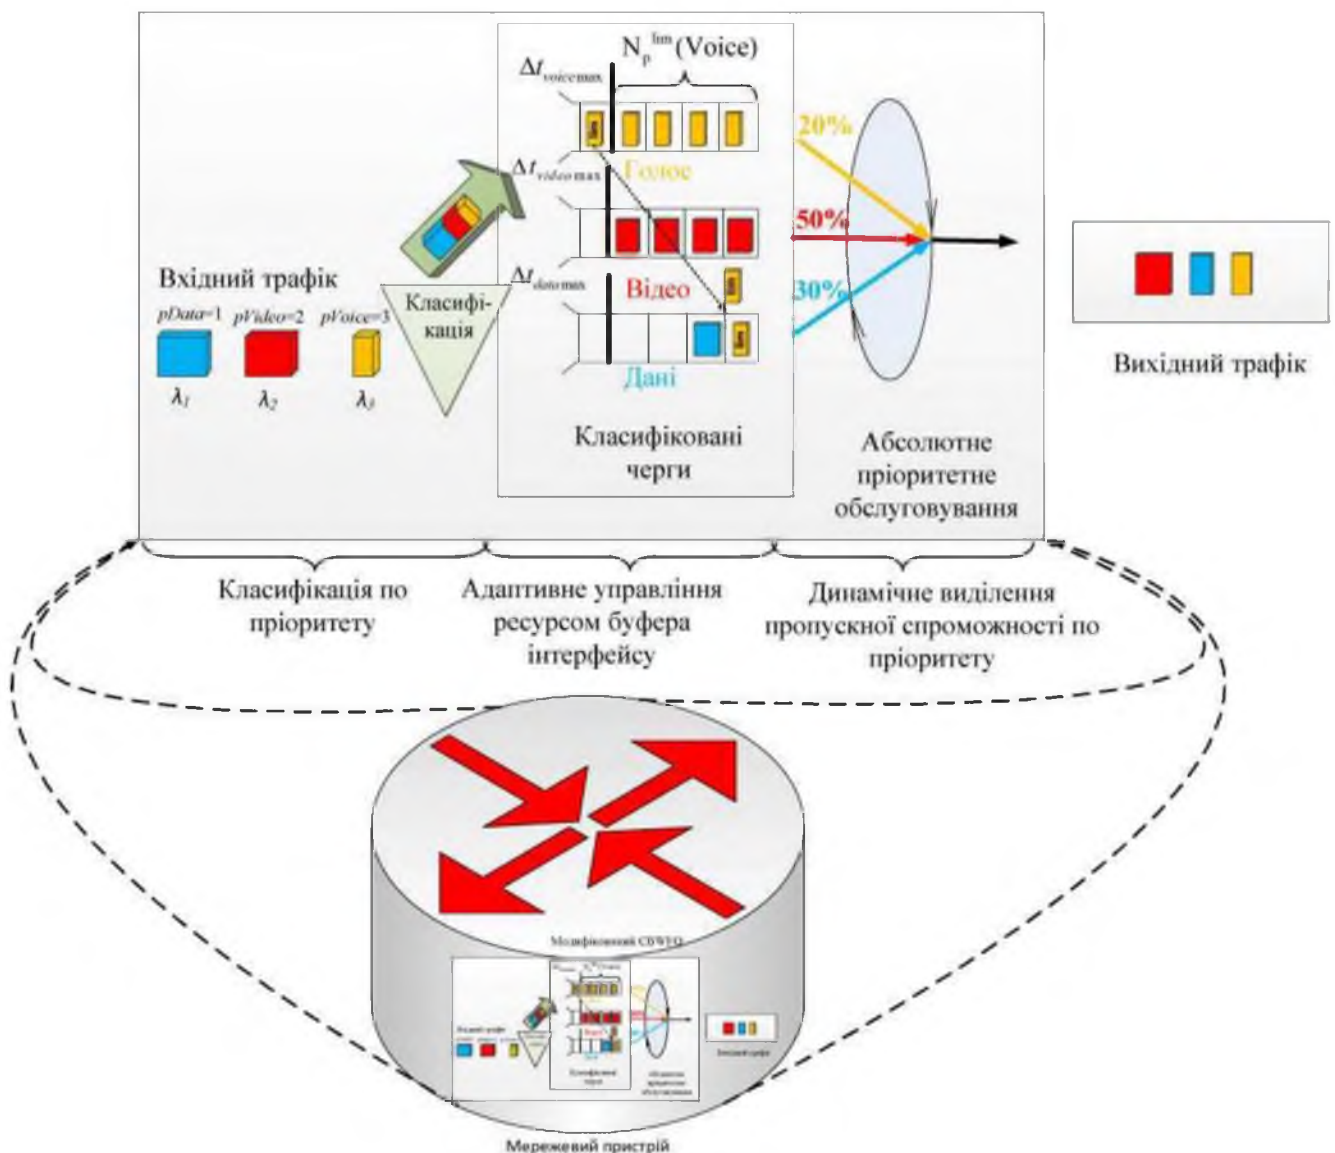 N_p^lim (Voice)
Δt_voice max
20%
Δt_video max
Голос
50%
Δt_data max
Відео
30%
Вхідний трафік
pData=1 pVideo=2 pVoice=3
λ₁ λ₂ λ₃
Класифі-
кація
Дані
Класифіковані
черги
Абсолютне
пріоритетне
обслуговування
Вихідний трафік
Класифікація по
пріоритету
Адаптивне управління
ресурсом буфера
інтерфейсу
Динамічне виділення
пропускної спроможності по
пріоритету
Модифікований CBWFQ
Мережевий пристрій